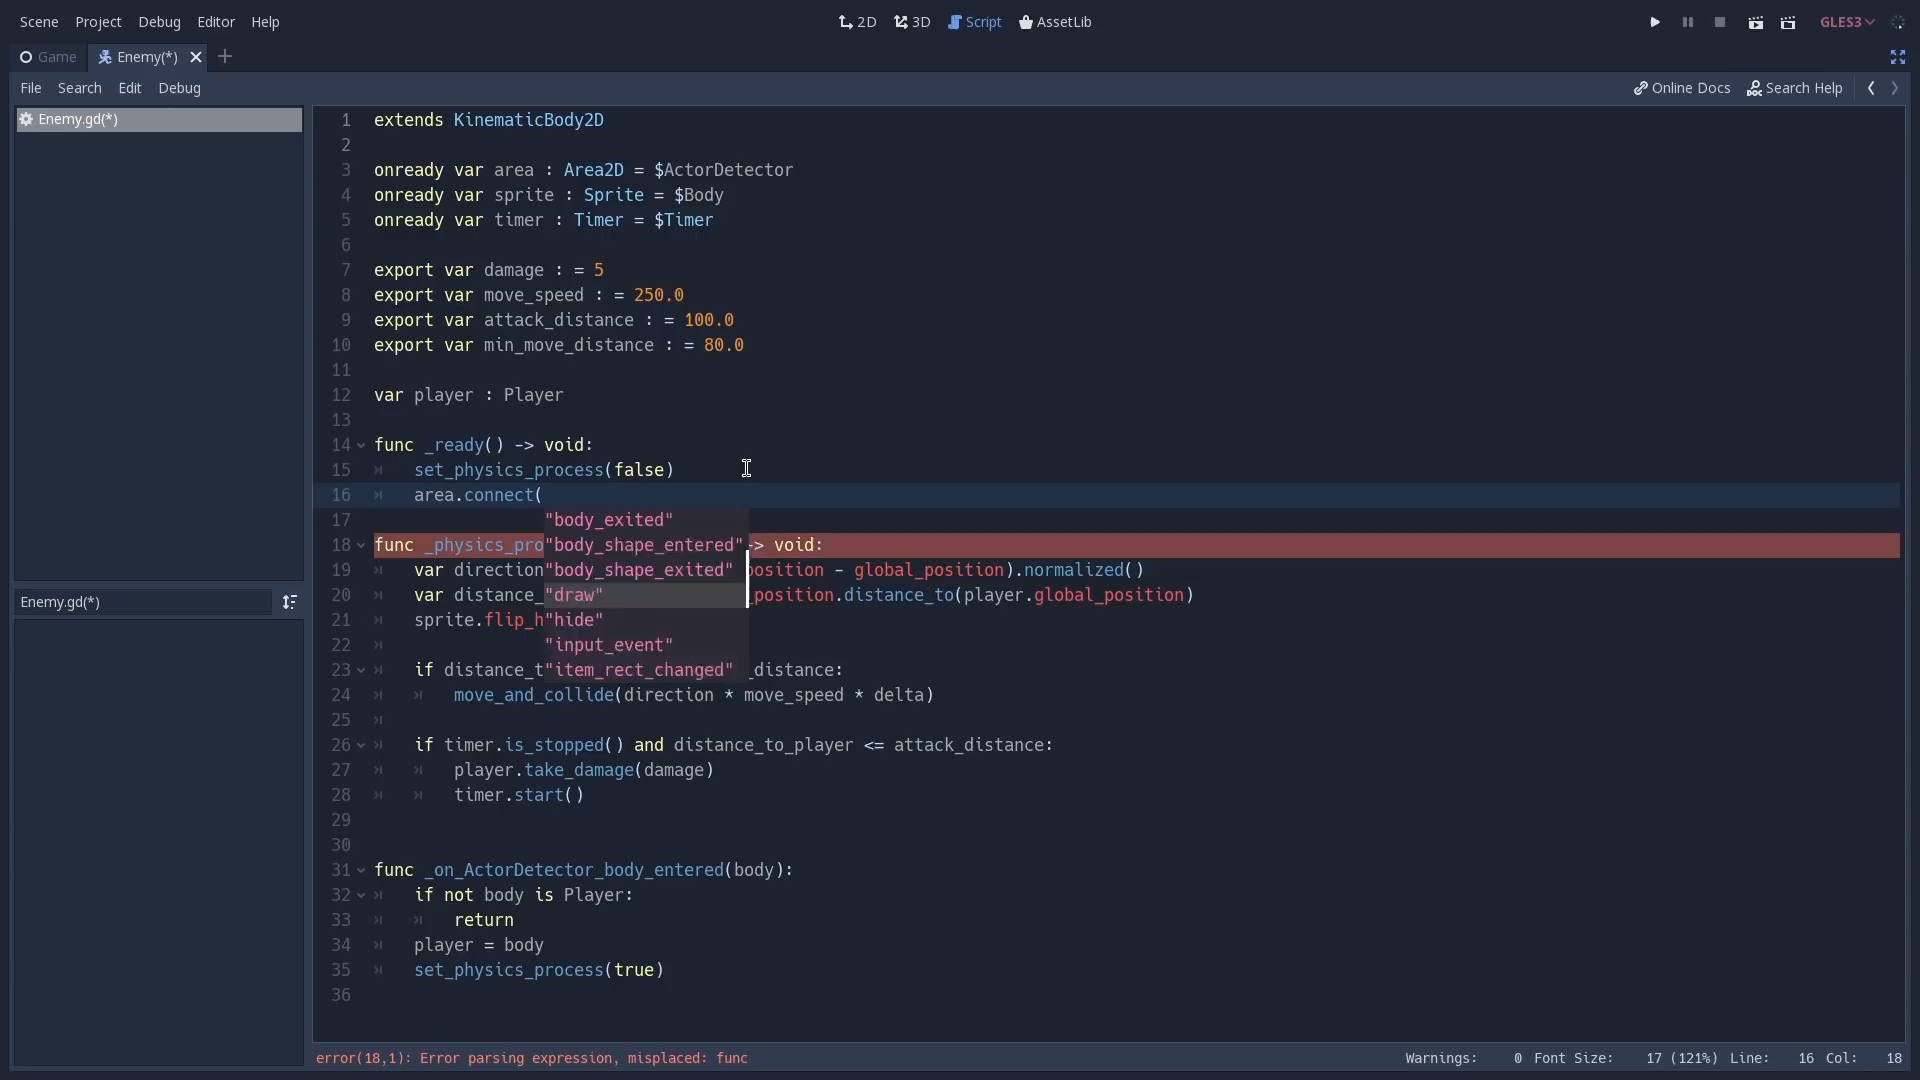 Scene Project Debug Editor Help 2D 3D Script AssetLib GLES3
Game Enemy(*)
File Search Edit Debug Online Docs Search Help
Enemy.gd(*)
Enemy.gd(*)
1 extends KinematicBody2D
2
3 onready var area : Area2D = $ActorDetector
4 onready var sprite : Sprite = $Body
5 onready var timer : Timer = $Timer
6
7 export var damage : = 5
8 export var move_speed : = 250.0
9 export var attack_distance : = 100.0
10 export var min_move_distance : = 80.0
11
12 var player : Player
13
14 func _ready() -> void:
15 set_physics_process(false)
16 area.connect(
17 "body_exited"
18 func _physics_pro "body_shape_entered" -> void:
19 var direction "body_shape_exited" position - global_position).normalized()
20 var distance_ "draw" _position.distance_to(player.global_position)
21 sprite.flip_h "hide"
22 "input_event"
23 if distance_t "item_rect_changed" _distance:
24 move_and_collide(direction * move_speed * delta)
25
26 if timer.is_stopped() and distance_to_player <= attack_distance:
27 player.take_damage(damage)
28 timer.start()
29
30
31 func _on_ActorDetector_body_entered(body):
32 if not body is Player:
33 return
34 player = body
35 set_physics_process(true)
36
error(18,1): Error parsing expression, misplaced: func Warnings: 0 Font Size: 17 (121%) Line: 16 Col: 18